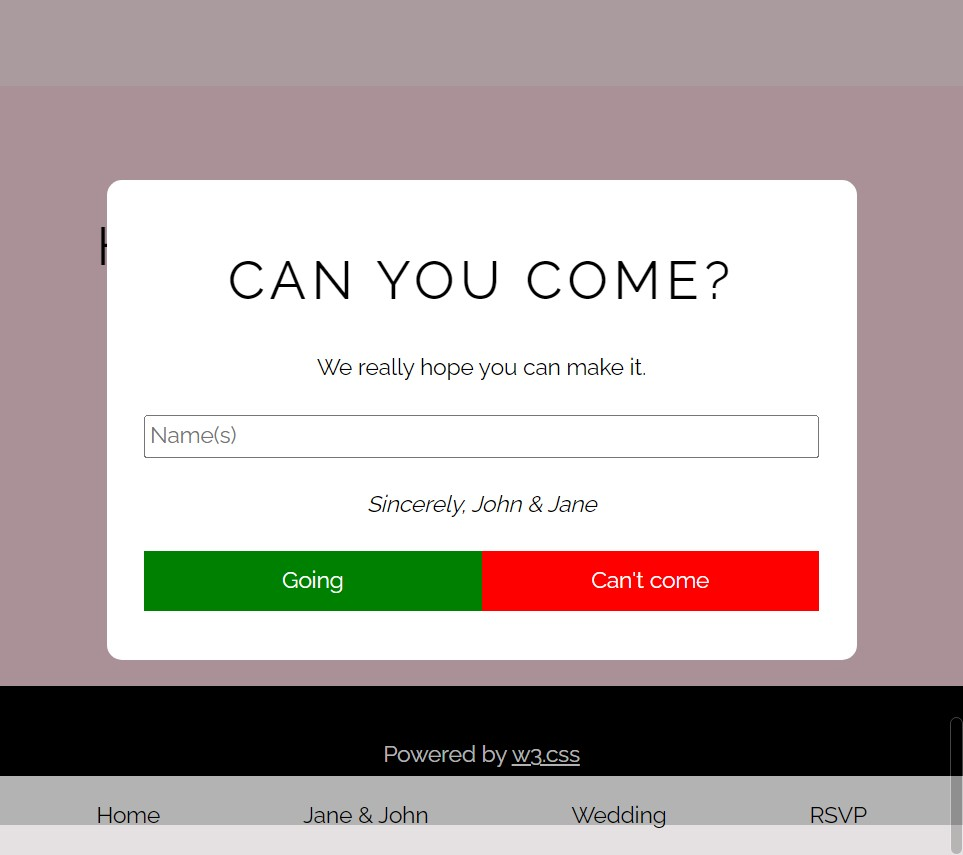 CAN YOU COME?
We really hope you can make it.
Name(s)
Sincerely, John & Jane
Going
Can't come
Powered by w3.css
Home
Jane & John
Wedding
RSVP